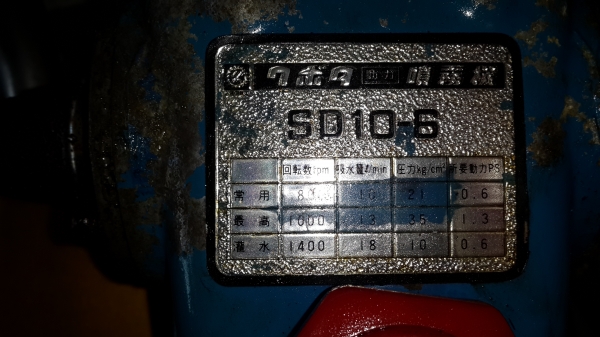 クボタ 動力 噴霧機
SD10-6
回転数rpm 吸水量ℓ/min 圧力kg/cm² 所要動力PS
常用 10 21 0.6
最高 1000 13 35 1.3
灌水 1400 18 10 0.6